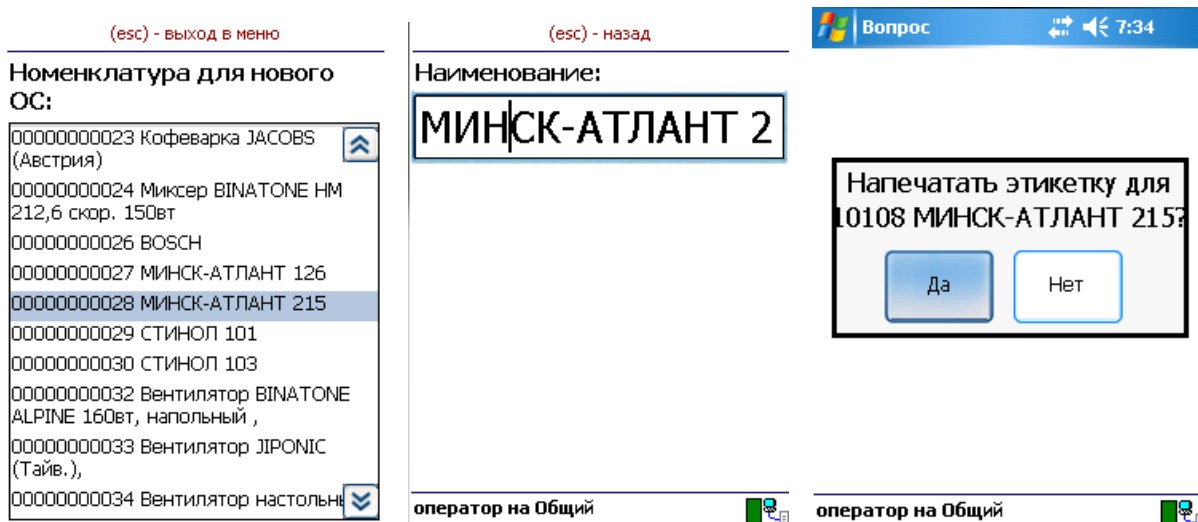 (esc) - выход в меню
Номенклатура для нового
ОС:
00000000023 Кофеварка JACOBS
(Австрия)
00000000024 Миксер BINATONE HM
212,6 скор. 150вт
00000000026 BOSCH
00000000027 МИНСК-АТЛАНТ 126
00000000028 МИНСК-АТЛАНТ 215
00000000029 СТИНОЛ 101
00000000030 СТИНОЛ 103
00000000032 Вентилятор BINATONE
ALPINE 160вт, напольный ,
00000000033 Вентилятор JIPONIC
(Тайв.),
00000000034 Вентилятор настольн
(esc) - назад
Наименование:
МИНСК-АТЛАНТ 2
оператор на Общий
Вопрос 7:34
Напечатать этикетку для
10108 МИНСК-АТЛАНТ 215?
Да Нет
оператор на Общий